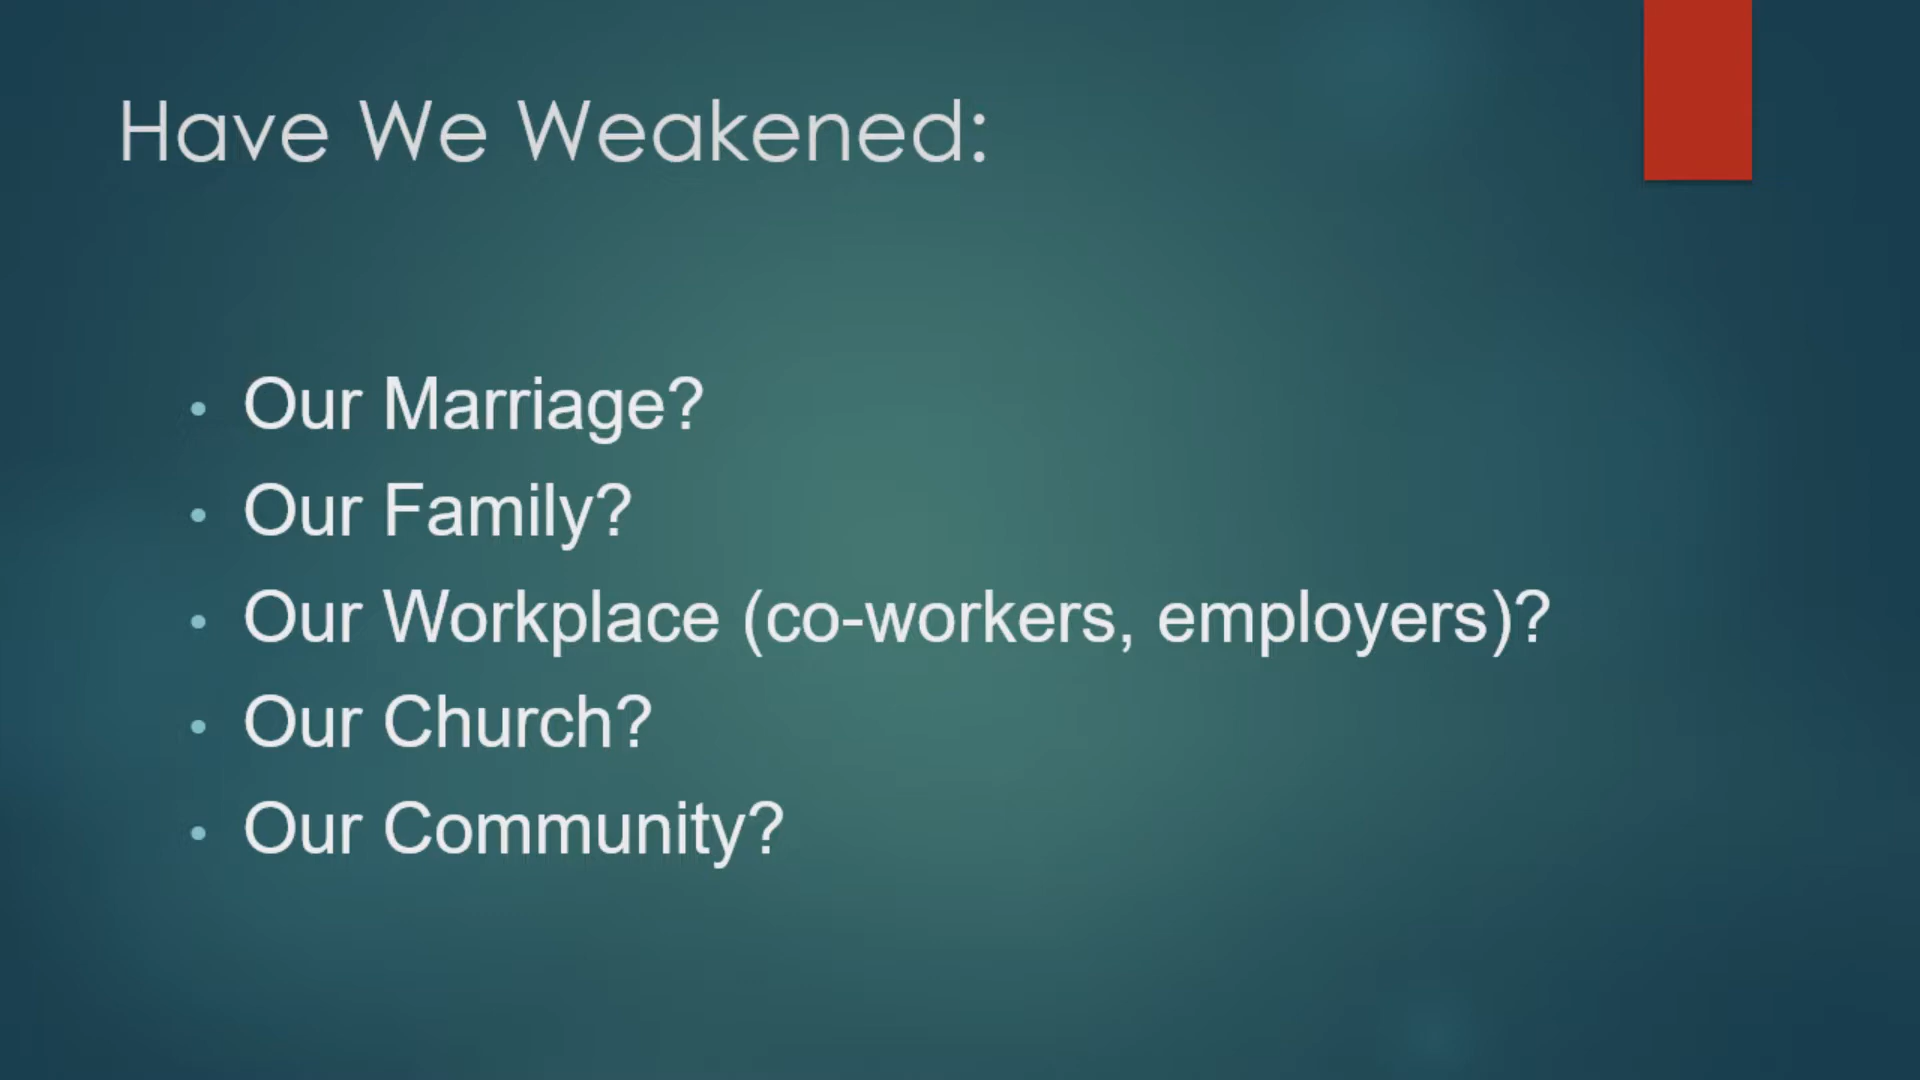 Have We Weakened:
• Our Marriage?
• Our Family?
• Our Workplace (co-workers, employers)?
• Our Church?
• Our Community?